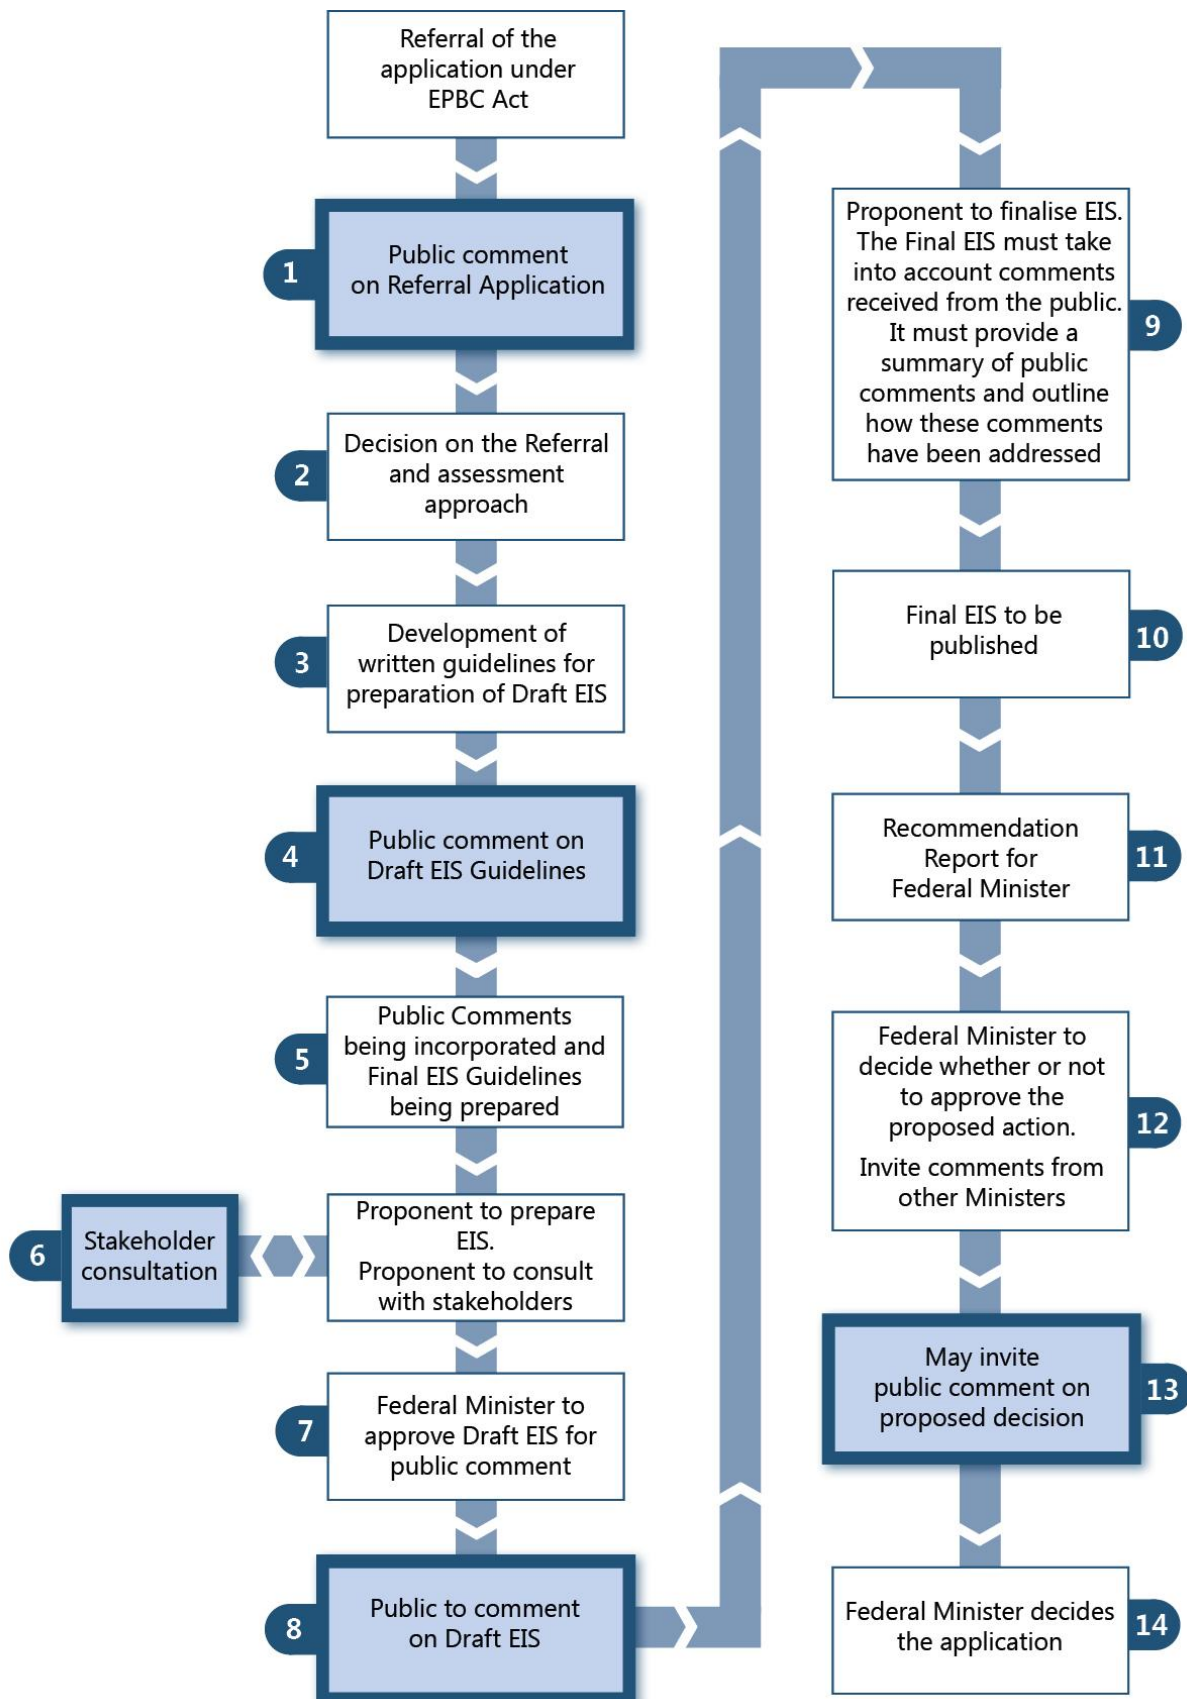 Referral of the
application under
EPBC Act
1
Public comment
on Referral Application
2
Decision on the Referral
and assessment
approach
3
Development of
written guidelines for
preparation of Draft EIS
4
Public comment on
Draft EIS Guidelines
5
Public Comments
being incorporated and
Final EIS Guidelines
being prepared
6
Stakeholder
consultation
Proponent to prepare
EIS.
Proponent to consult
with stakeholders
7
Federal Minister to
approve Draft EIS for
public comment
8
Public to comment
on Draft EIS
Proponent to finalise EIS.
The Final EIS must take
into account comments
received from the public.
It must provide a
summary of public
comments and outline
how these comments
have been addressed
9
Final EIS to be
published
10
Recommendation
Report for
Federal Minister
11
Federal Minister to
decide whether or not
to approve the
proposed action.
Invite comments from
other Ministers
12
May invite
public comment on
proposed decision
13
Federal Minister decides
the application
14